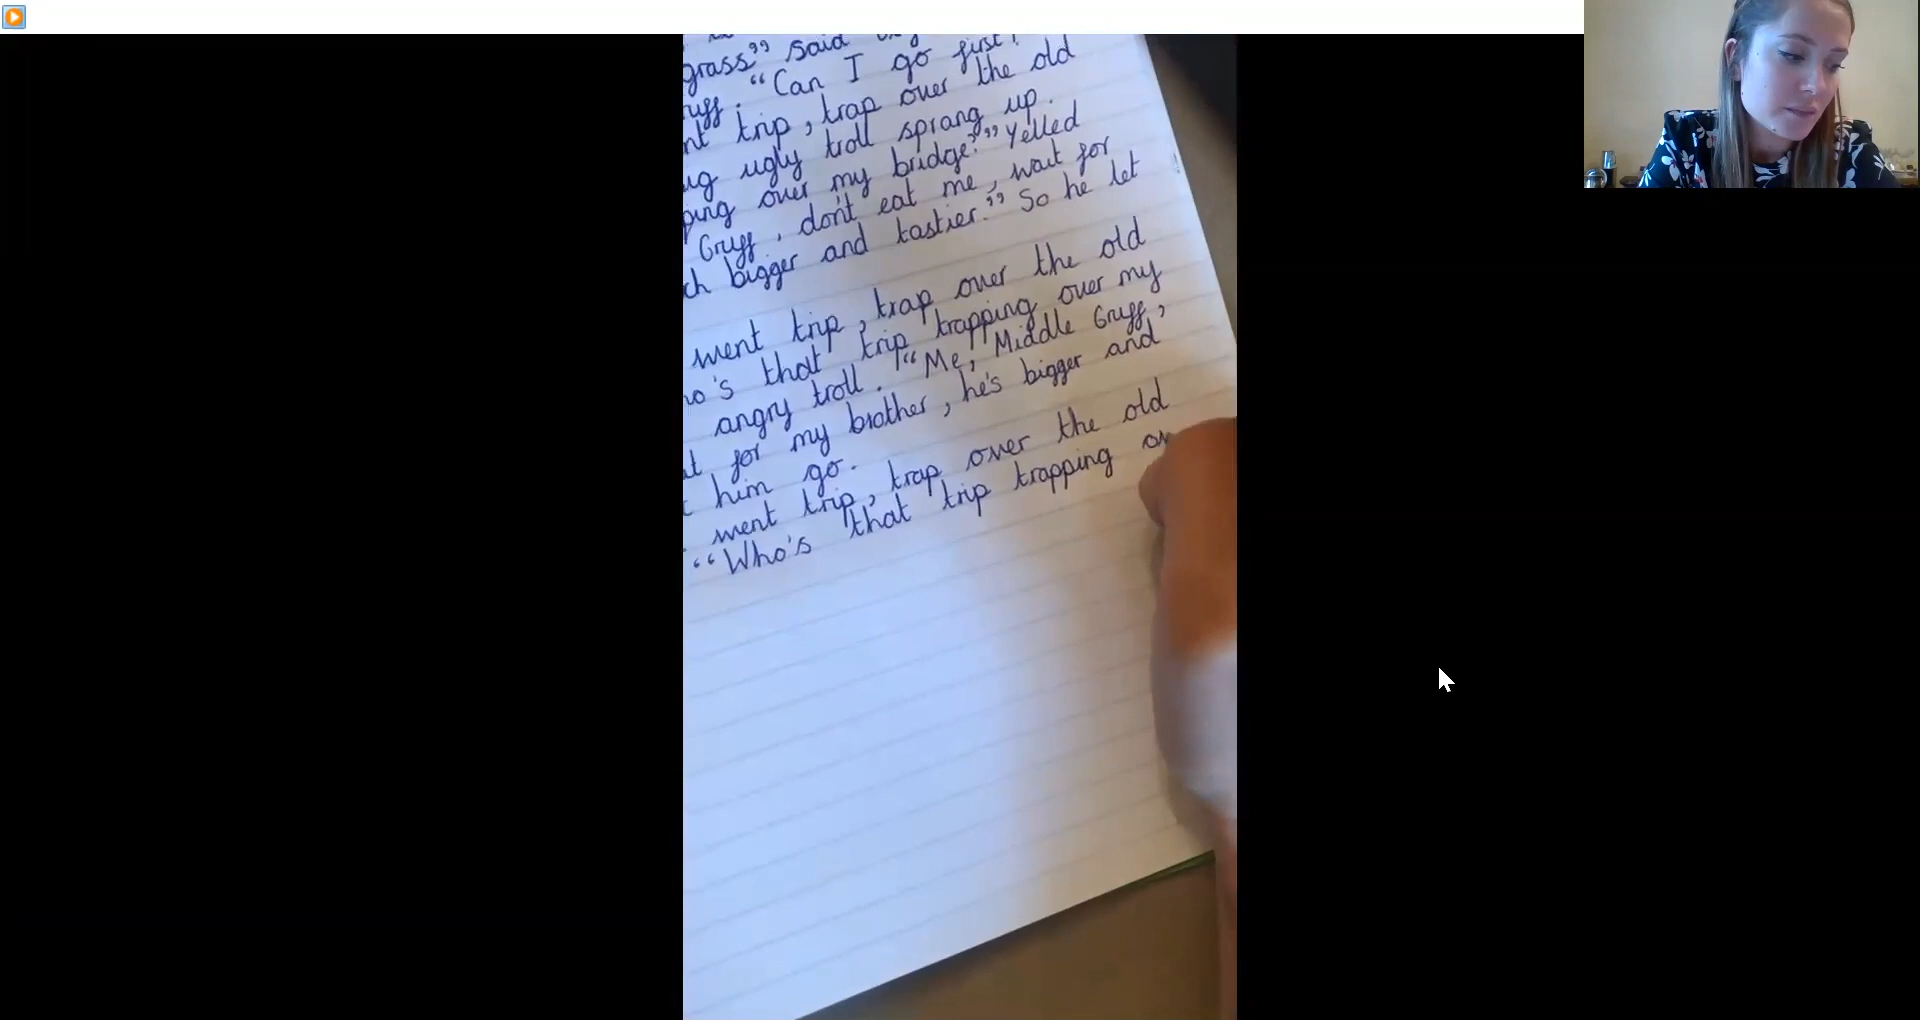 grass” said
“Can I go first
trip, trap over the old
ugly troll sprang up.
over my bridge?” Yelled
Gruff, don't eat me, wait for
bigger and tastier.” So he let
went trip, trap over the old
that trip trapping over my
angry troll. “Me, Middle Gruff,
for my brother, he's bigger and
him go.
went trip, trap over the old
“Who's that trip trapping ov